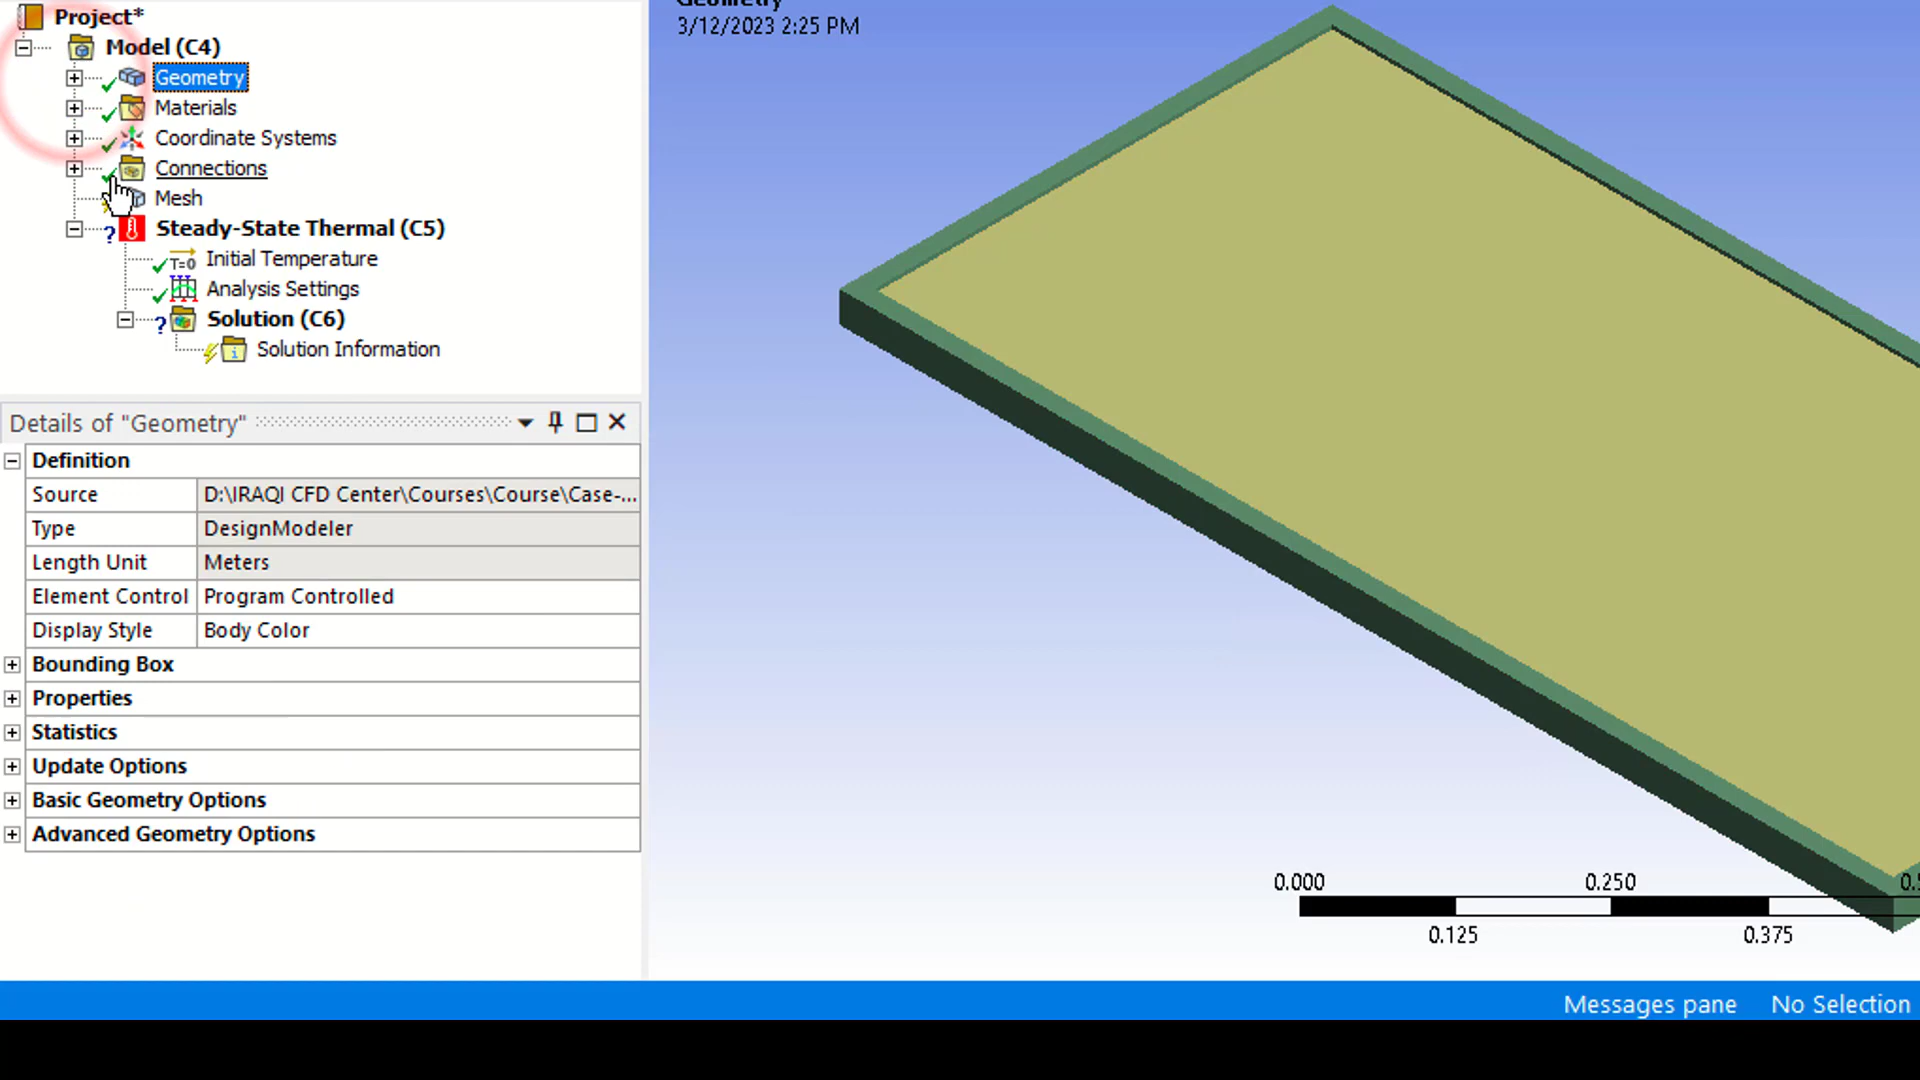 Project*
Model (C4)
Geometry
Materials
Coordinate Systems
Connections
Mesh
Steady-State Thermal (C5)
T=0 Initial Temperature
Analysis Settings
Solution (C6)
Solution Information
Details of "Geometry"
Definition
Source D:\IRAQI CFD Center\Courses\Course\Case-...
Type DesignModeler
Length Unit Meters
Element Control Program Controlled
Display Style Body Color
Bounding Box
Properties
Statistics
Update Options
Basic Geometry Options
Advanced Geometry Options
Geometry
3/12/2023 2:25 PM
0.000 0.250
0.125 0.375
Messages pane No Selection